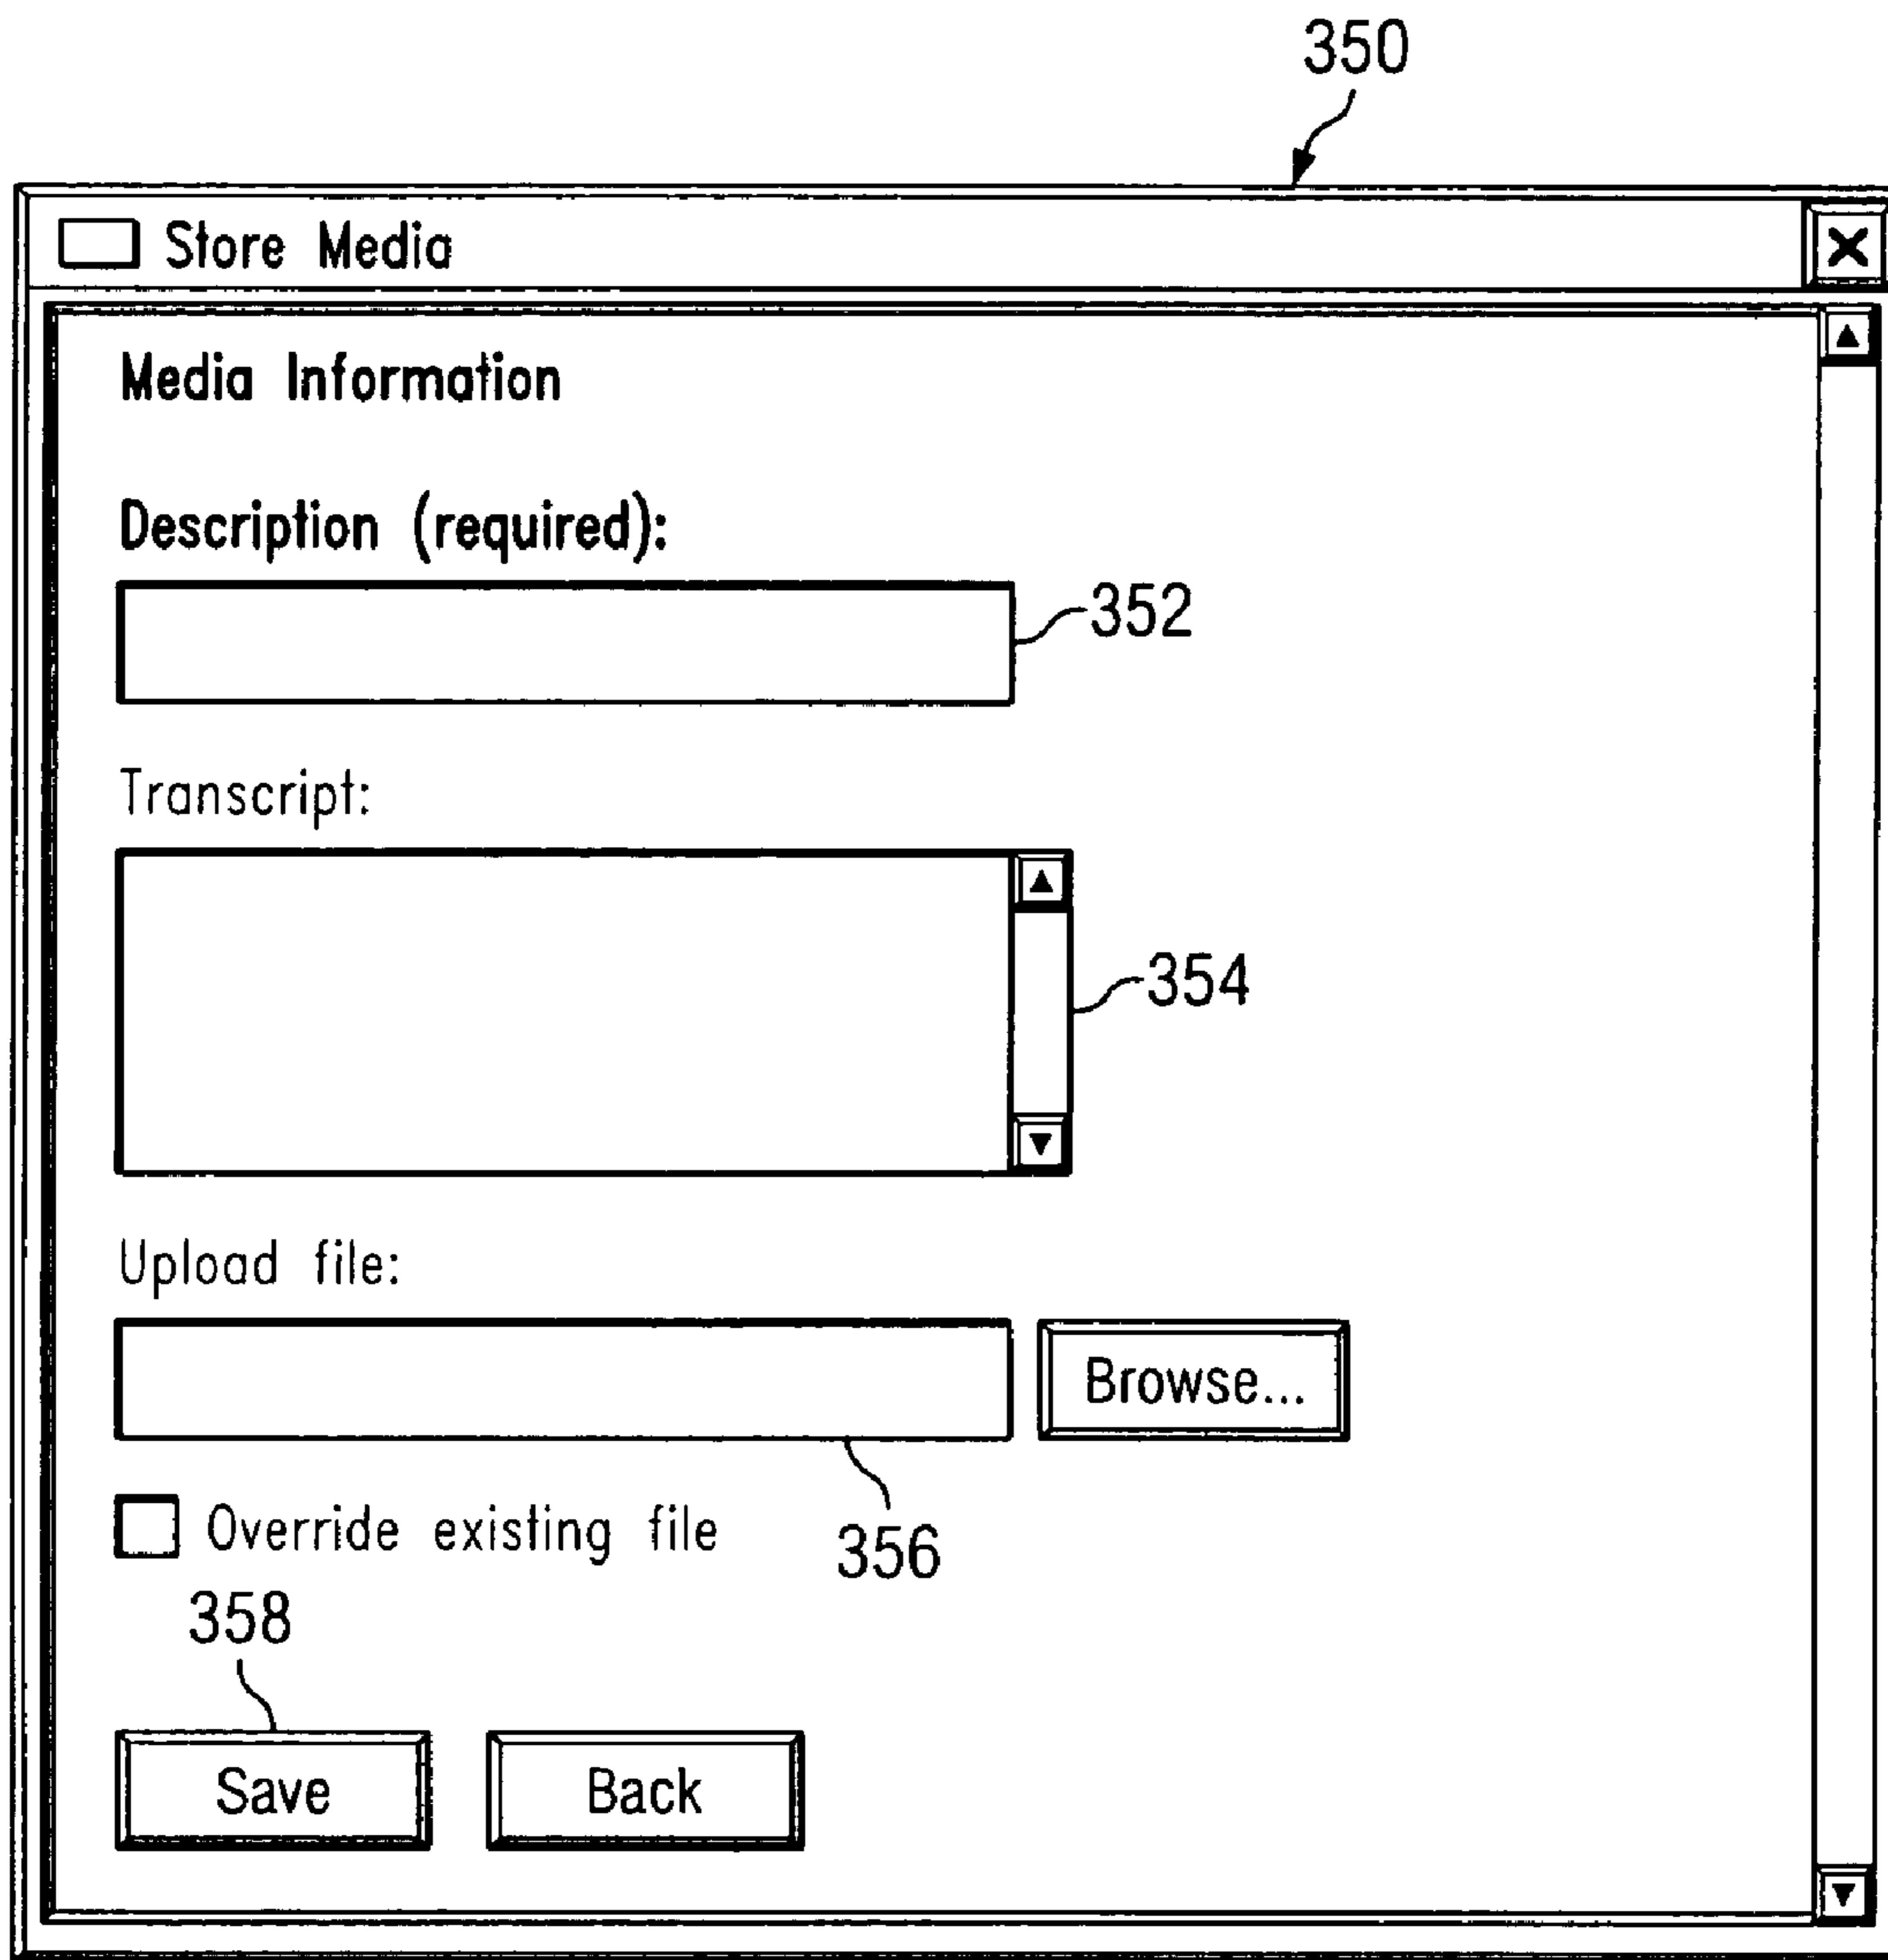 350
Store Media
Media Information
Description (required):
352
Transcript:
354
Upload file:
Browse...
Override existing file
356
358
Save Back